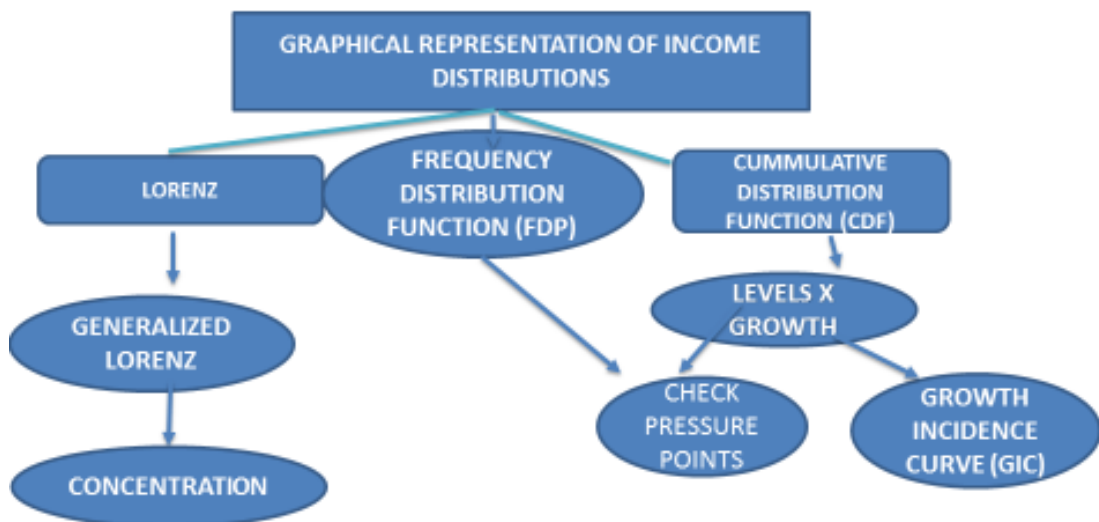 GRAPHICAL REPRESENTATION OF INCOME
DISTRIBUTIONS
LORENZ
FREQUENCY
DISTRIBUTION
FUNCTION (FDP)
CUMMULATIVE
DISTRIBUTION
FUNCTION (CDF)
GENERALIZED
LORENZ
LEVELS X
GROWTH
CONCENTRATION
CHECK
PRESSURE
POINTS
GROWTH
INCIDENCE
CURVE (GIC)